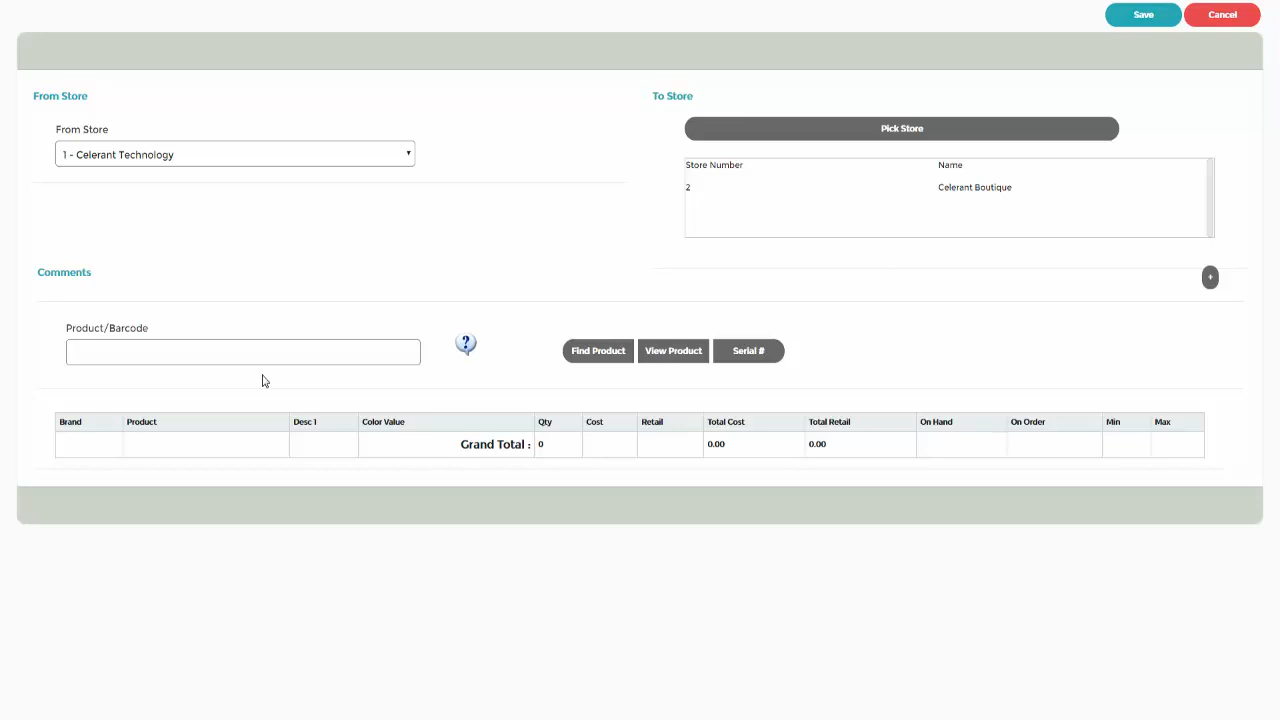 Save Cancel
From Store To Store
From Store Pick Store
1 - Celerant Technology
Store Number Name
2 Celerant Boutique
Comments +
Product/Barcode
? Find Product View Product Serial #
Brand Product Desc 1 Color Value Qty Cost Retail Total Cost Total Retail On Hand On Order Min Max
Grand Total : 0 0.00 0.00